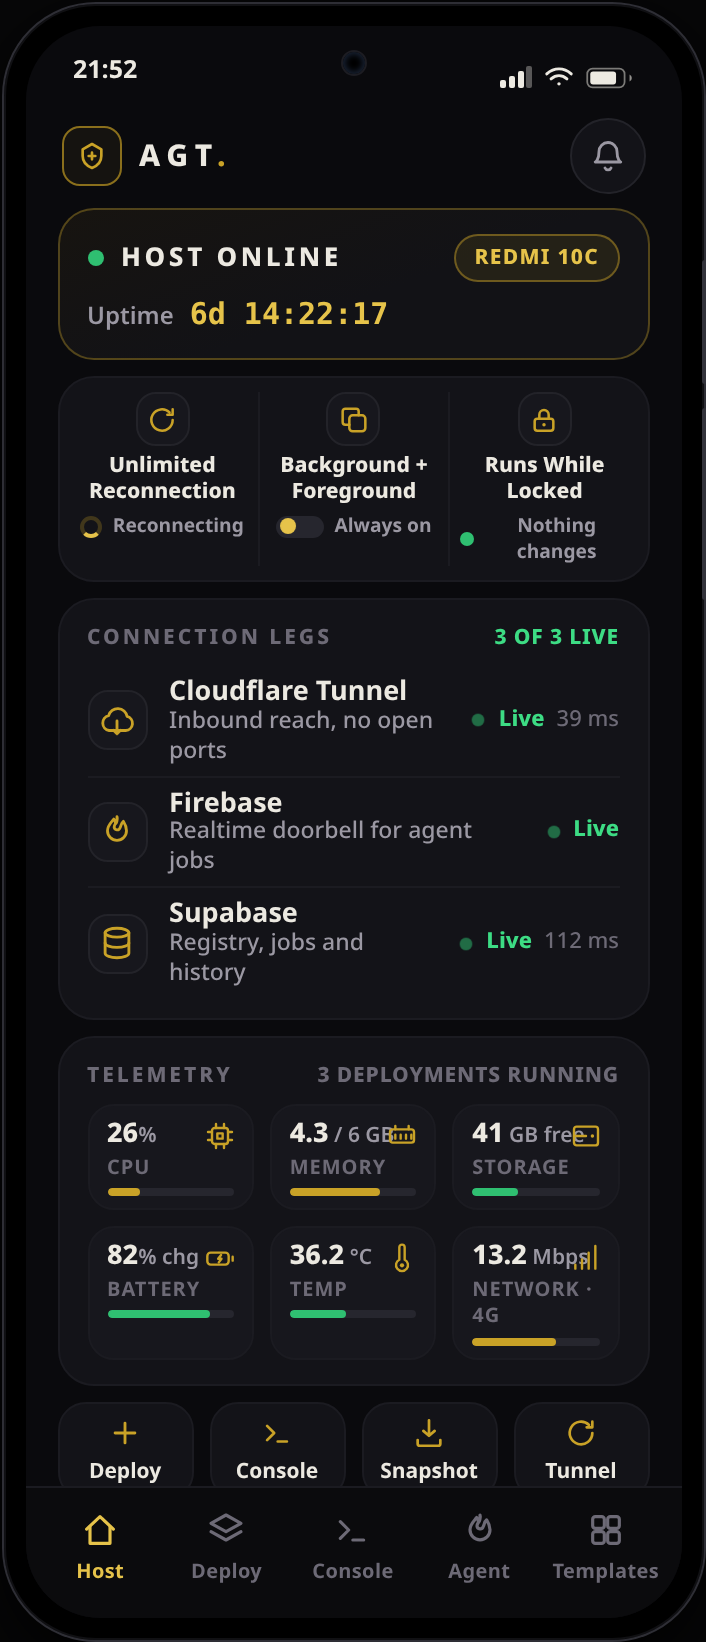 21:52
AGT.
HOST ONLINE
REDMI 10C
Uptime 6d 14:22:17
Unlimited
Reconnection
Reconnecting
Background +
Foreground
Always on
Runs While
Locked
Nothing
changes
CONNECTION LEGS
3 OF 3 LIVE
Cloudflare Tunnel
Inbound reach, no open
ports
Live 39 ms
Firebase
Realtime doorbell for agent
jobs
Live
Supabase
Registry, jobs and
history
Live 112 ms
TELEMETRY
3 DEPLOYMENTS RUNNING
26%
CPU
4.3 / 6 GB
MEMORY
41 GB free
STORAGE
82% chg
BATTERY
36.2 °C
TEMP
13.2 Mbps
NETWORK ·
4G
Deploy
Console
Snapshot
Tunnel
Host
Deploy
Console
Agent
Templates